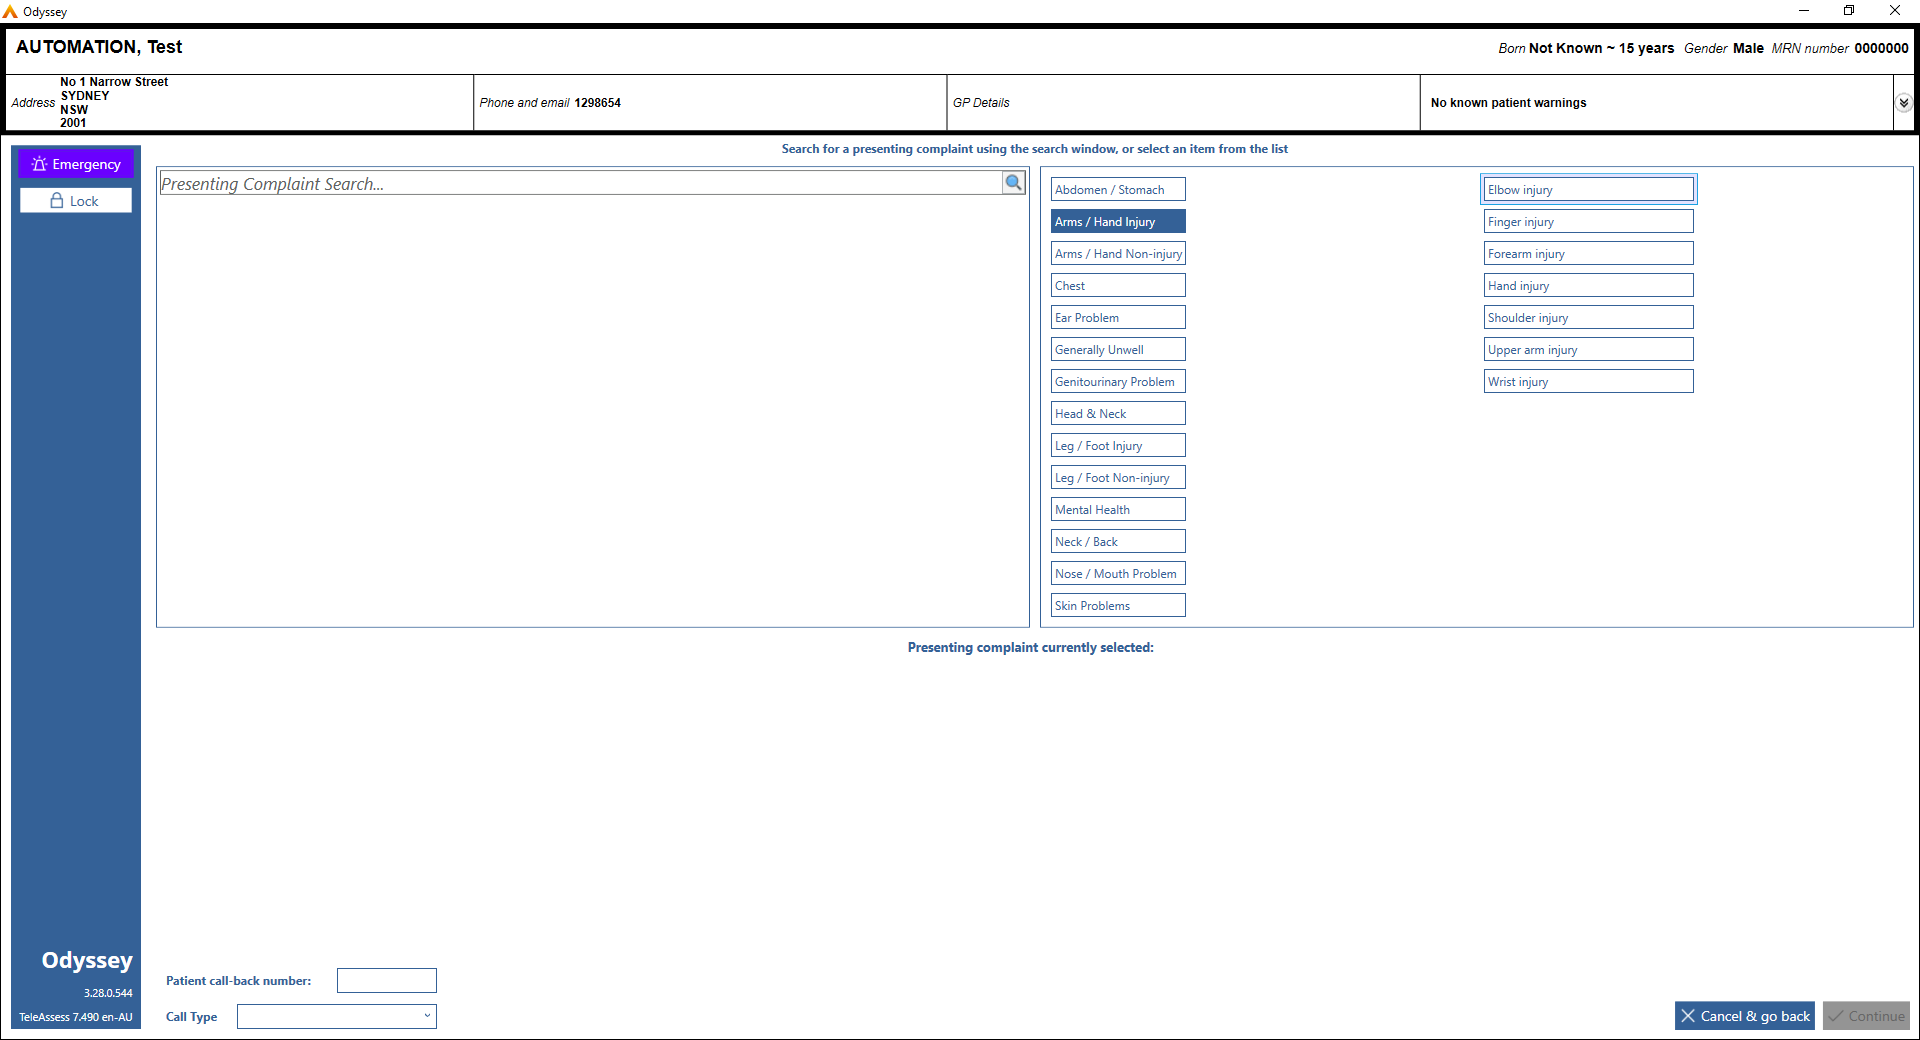 Odyssey
AUTOMATION, Test
Born Not Known ~ 15 years Gender Male MRN number 0000000
Address No 1 Narrow Street
SYDNEY
NSW
2001
Phone and email 1298654
GP Details
No known patient warnings
Emergency
Lock
Search for a presenting complaint using the search window, or select an item from the list
Presenting Complaint Search...
Abdomen / Stomach
Arms / Hand Injury
Arms / Hand Non-injury
Chest
Ear Problem
Generally Unwell
Genitourinary Problem
Head & Neck
Leg / Foot Injury
Leg / Foot Non-injury
Mental Health
Neck / Back
Nose / Mouth Problem
Skin Problems
Elbow injury
Finger injury
Forearm injury
Hand injury
Shoulder injury
Upper arm injury
Wrist injury
Presenting complaint currently selected:
Odyssey
3.28.0.544
TeleAssess 7.490 en-AU
Patient call-back number:
Call Type
Cancel & go back
Continue